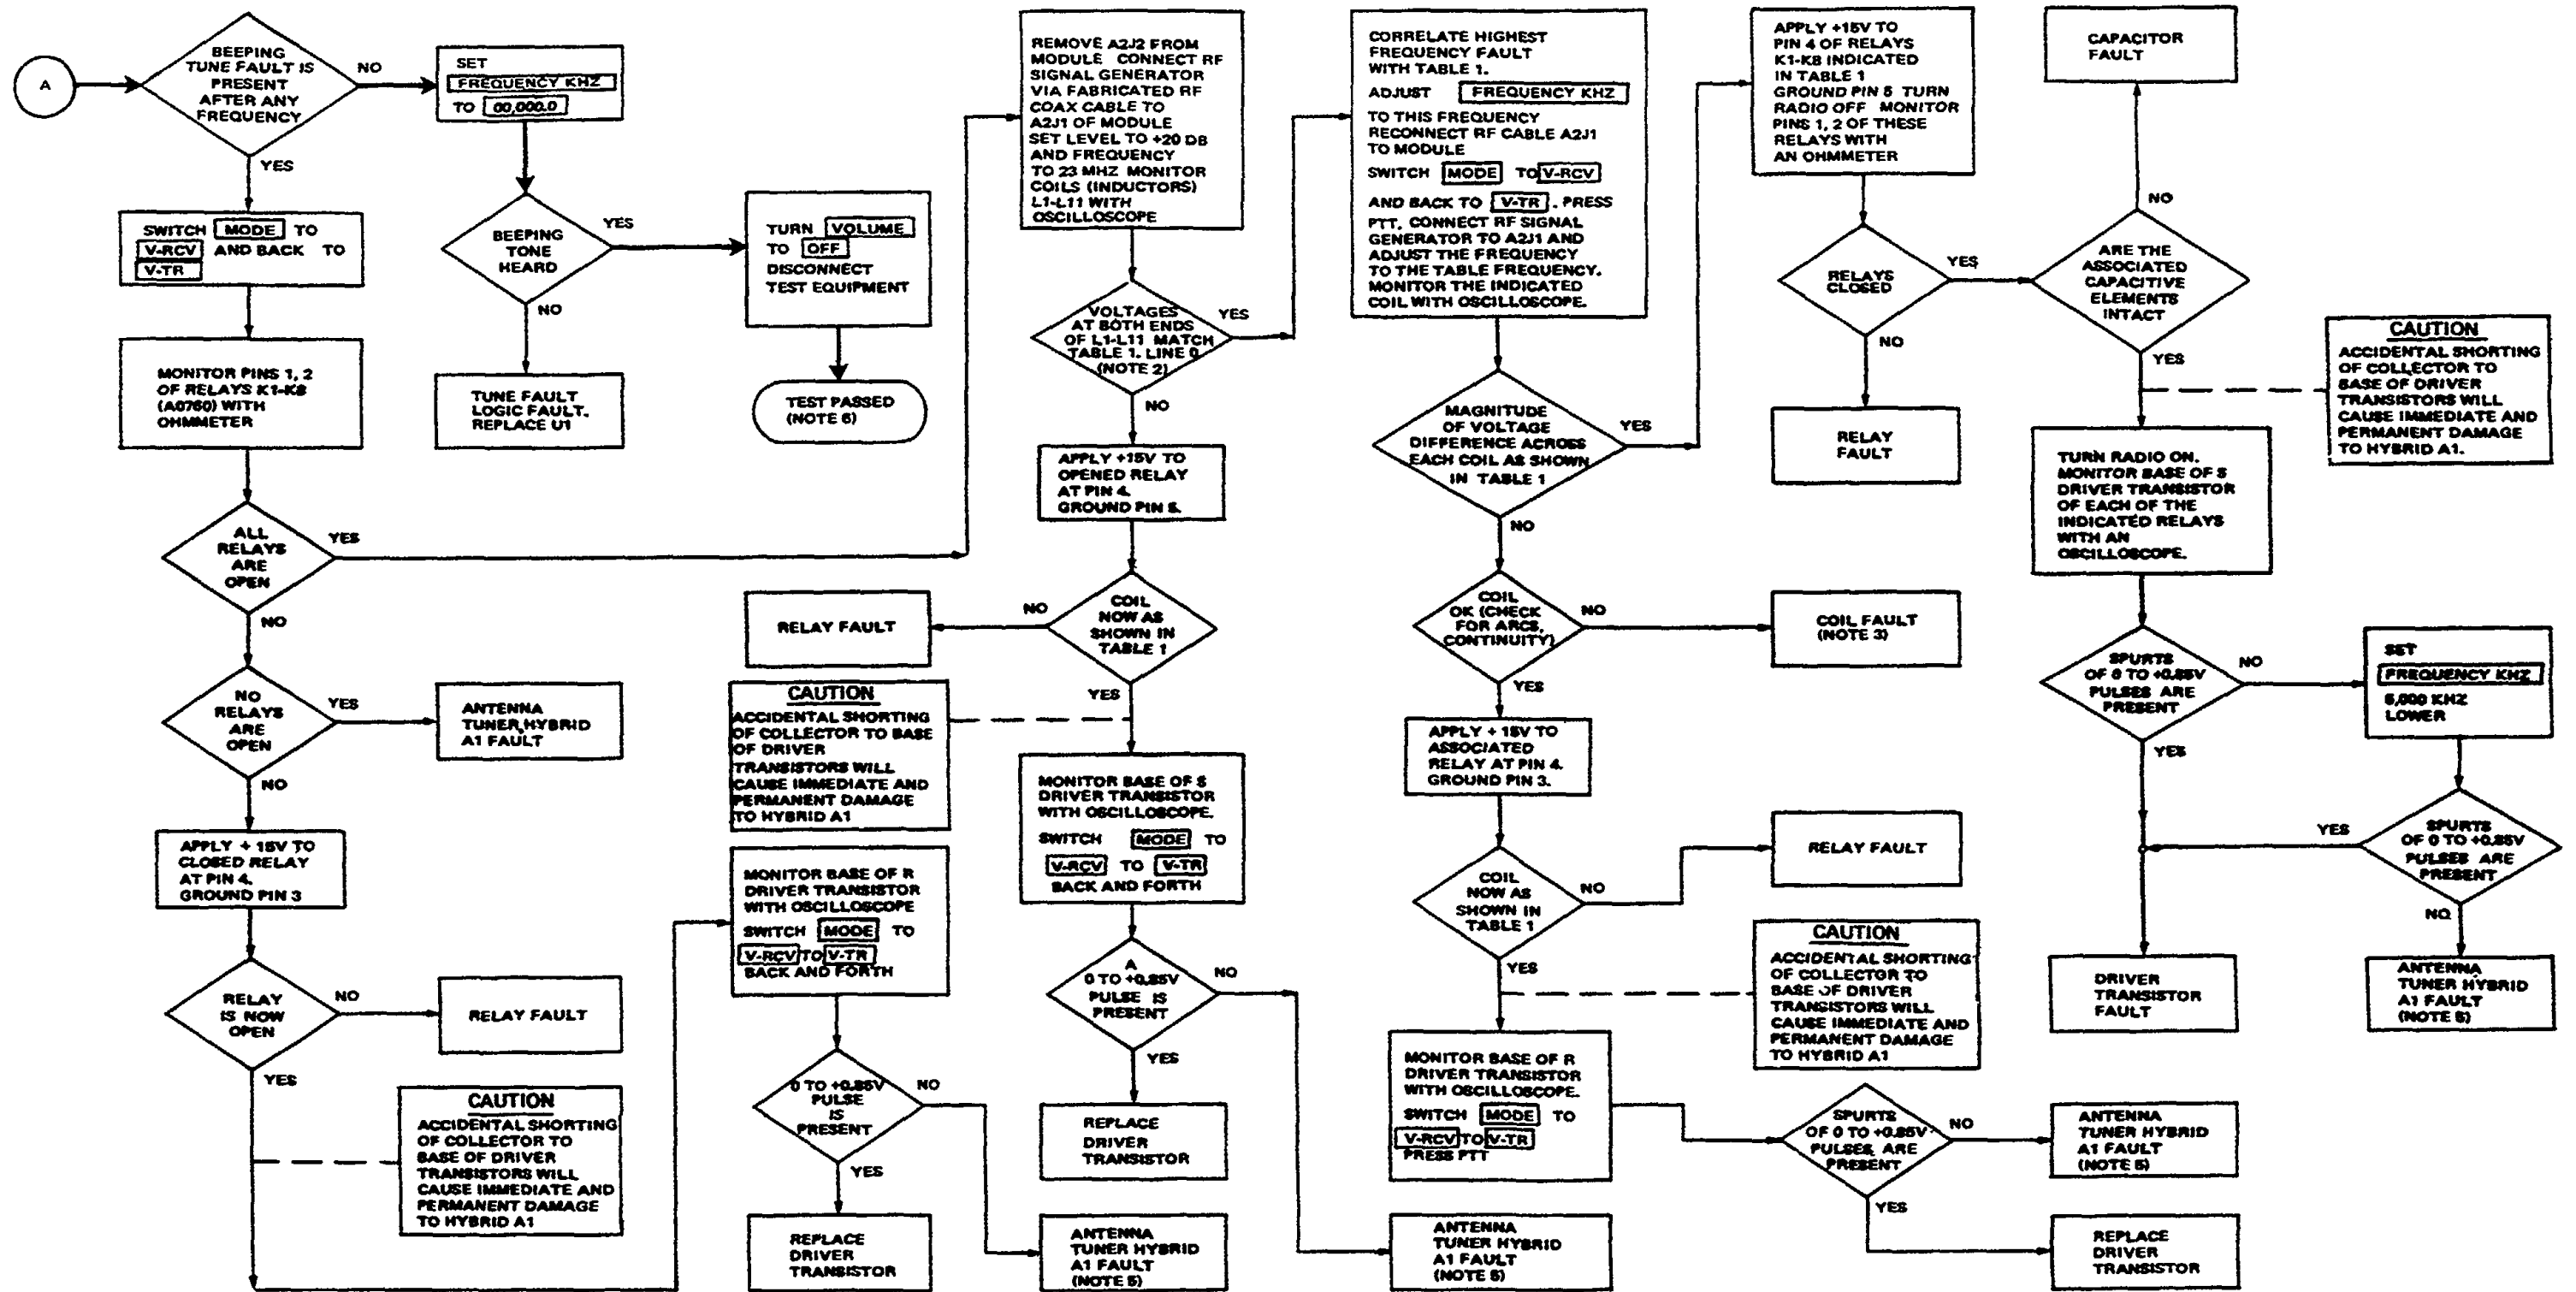 A
BEEPING
TUNE FAULT IS
PRESENT
AFTER ANY
FREQUENCY
NO
YES
SET
FREQUENCY KHZ
TO 00,000.0
SWITCH MODE TO
V-RCV AND BACK TO
V-TR
BEEPING
TONE
HEARD
YES
NO
TURN VOLUME
TO OFF
DISCONNECT
TEST EQUIPMENT
TEST PASSED
(NOTE 6)
TUNE FAULT
LOGIC FAULT.
REPLACE U1
MONITOR PINS 1, 2
OF RELAYS K1-K8
(A0760) WITH
OHMMETER
ALL
RELAYS
ARE
OPEN
YES
NO
NO
RELAYS
ARE
OPEN
YES
NO
ANTENNA
TUNER HYBRID
A1 FAULT
APPLY + 15V TO
CLOSED RELAY
AT PIN 4.
GROUND PIN 3
RELAY
IS NOW
OPEN
NO
YES
RELAY FAULT
CAUTION
ACCIDENTAL SHORTING
OF COLLECTOR TO
BASE OF DRIVER
TRANSISTORS WILL
CAUSE IMMEDIATE AND
PERMANENT DAMAGE
TO HYBRID A1
REMOVE A2J2 FROM
MODULE CONNECT RF
SIGNAL GENERATOR
VIA FABRICATED RF
COAX CABLE TO
A2J1 OF MODULE
SET LEVEL TO +20 DB
AND FREQUENCY
TO 23 MHZ MONITOR
COILS (INDUCTORS)
L1-L11 WITH
OSCILLOSCOPE
VOLTAGES
AT BOTH ENDS
OF L1-L11 MATCH
TABLE 1. LINE 0
(NOTE 2)
YES
NO
APPLY +15V TO
OPENED RELAY
AT PIN 4.
GROUND PIN 5.
COIL
NOW AS
SHOWN IN
TABLE 1
NO
YES
RELAY FAULT
CAUTION
ACCIDENTAL SHORTING
OF COLLECTOR TO BASE
OF DRIVER
TRANSISTORS WILL
CAUSE IMMEDIATE AND
PERMANENT DAMAGE
TO HYBRID A1
MONITOR BASE OF S
DRIVER TRANSISTOR
WITH OSCILLOSCOPE.
SWITCH MODE TO
V-RCV TO V-TR
BACK AND FORTH
A
0 TO +0.85V
PULSE IS
PRESENT
NO
YES
REPLACE
DRIVER
TRANSISTOR
MONITOR BASE OF R
DRIVER TRANSISTOR
WITH OSCILLOSCOPE
SWITCH MODE TO
V-RCV TO V-TR
BACK AND FORTH
0 TO +0.85V
PULSE
IS
PRESENT
NO
YES
REPLACE
DRIVER
TRANSISTOR
ANTENNA
TUNER HYBRID
A1 FAULT
(NOTE 5)
ANTENNA
TUNER HYBRID
A1 FAULT
(NOTE 5)
CORRELATE HIGHEST
FREQUENCY FAULT
WITH TABLE 1.
ADJUST FREQUENCY KHZ
TO THIS FREQUENCY
RECONNECT RF CABLE A2J1
TO MODULE
SWITCH MODE TO V-RCV
AND BACK TO V-TR. PRESS
PTT. CONNECT RF SIGNAL
GENERATOR TO A2J1 AND
ADJUST THE FREQUENCY
TO THE TABLE FREQUENCY.
MONITOR THE INDICATED
COIL WITH OSCILLOSCOPE.
MAGNITUDE
OF VOLTAGE
DIFFERENCE ACROSS
EACH COIL AS SHOWN
IN TABLE 1
YES
NO
COIL
OK (CHECK
FOR ARCS,
CONTINUITY)
NO
YES
COIL FAULT
(NOTE 3)
APPLY + 15V TO
ASSOCIATED
RELAY AT PIN 4.
GROUND PIN 3.
COIL
NOW AS
SHOWN IN
TABLE 1
NO
YES
RELAY FAULT
CAUTION
ACCIDENTAL SHORTING
OF COLLECTOR TO
BASE OF DRIVER
TRANSISTORS WILL
CAUSE IMMEDIATE AND
PERMANENT DAMAGE
TO HYBRID A1
MONITOR BASE OF R
DRIVER TRANSISTOR
WITH OSCILLOSCOPE.
SWITCH MODE TO
V-RCV TO V-TR
PRESS PTT
SPURTS
OF 0 TO +0.85V
PULSES ARE
PRESENT
NO
YES
ANTENNA
TUNER HYBRID
A1 FAULT
(NOTE 5)
REPLACE
DRIVER
TRANSISTOR
APPLY +15V TO
PIN 4 OF RELAYS
K1-K8 INDICATED
IN TABLE 1
GROUND PIN 5 TURN
RADIO OFF MONITOR
PINS 1, 2 OF THESE
RELAYS WITH
AN OHMMETER
RELAYS
CLOSED
YES
NO
RELAY
FAULT
CAPACITOR
FAULT
NO
ARE THE
ASSOCIATED
CAPACITIVE
ELEMENTS
INTACT
YES
CAUTION
ACCIDENTAL SHORTING
OF COLLECTOR TO
BASE OF DRIVER
TRANSISTORS WILL
CAUSE IMMEDIATE AND
PERMANENT DAMAGE
TO HYBRID A1.
TURN RADIO ON.
MONITOR BASE OF S
DRIVER TRANSISTOR
OF EACH OF THE
INDICATED RELAYS
WITH AN
OSCILLOSCOPE.
SPURTS
OF 0 TO +0.85V
PULSES ARE
PRESENT
NO
YES
SET
FREQUENCY KHZ
5,000 KHZ
LOWER
SPURTS
OF 0 TO +0.85V
PULSES ARE
PRESENT
YES
NO
DRIVER
TRANSISTOR
FAULT
ANTENNA
TUNER HYBRID
A1 FAULT
(NOTE 5)